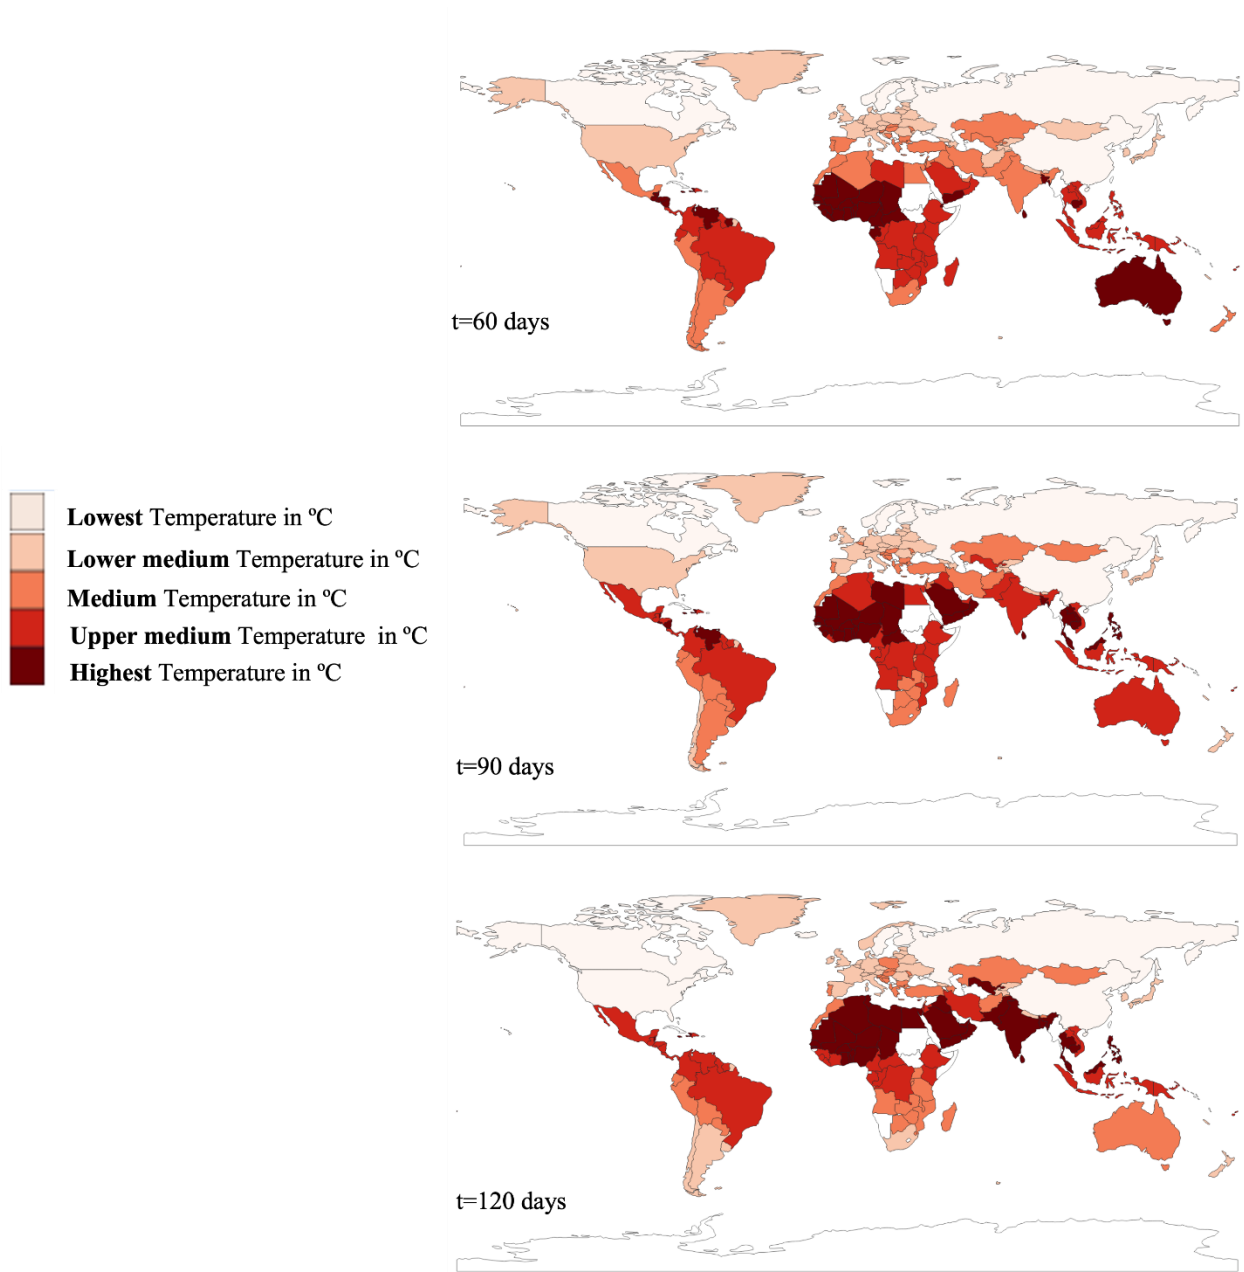 t=60 days
Lowest Temperature in ºC
Lower medium Temperature in ºC
Medium Temperature in ºC
Upper medium Temperature in ºC
Highest Temperature in ºC
t=90 days
t=120 days